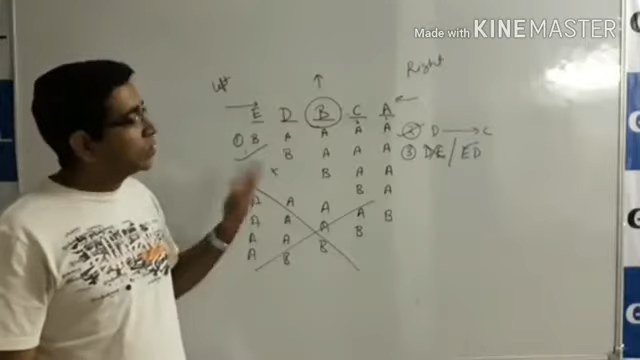 Made with KINEMASTER
Left
Right
↑
→ E D B C A ←
① B A A A A
② D → C
B A A A
③ DE/ED
× B A A
B A
A A A A B
A A A B
A A B
A B